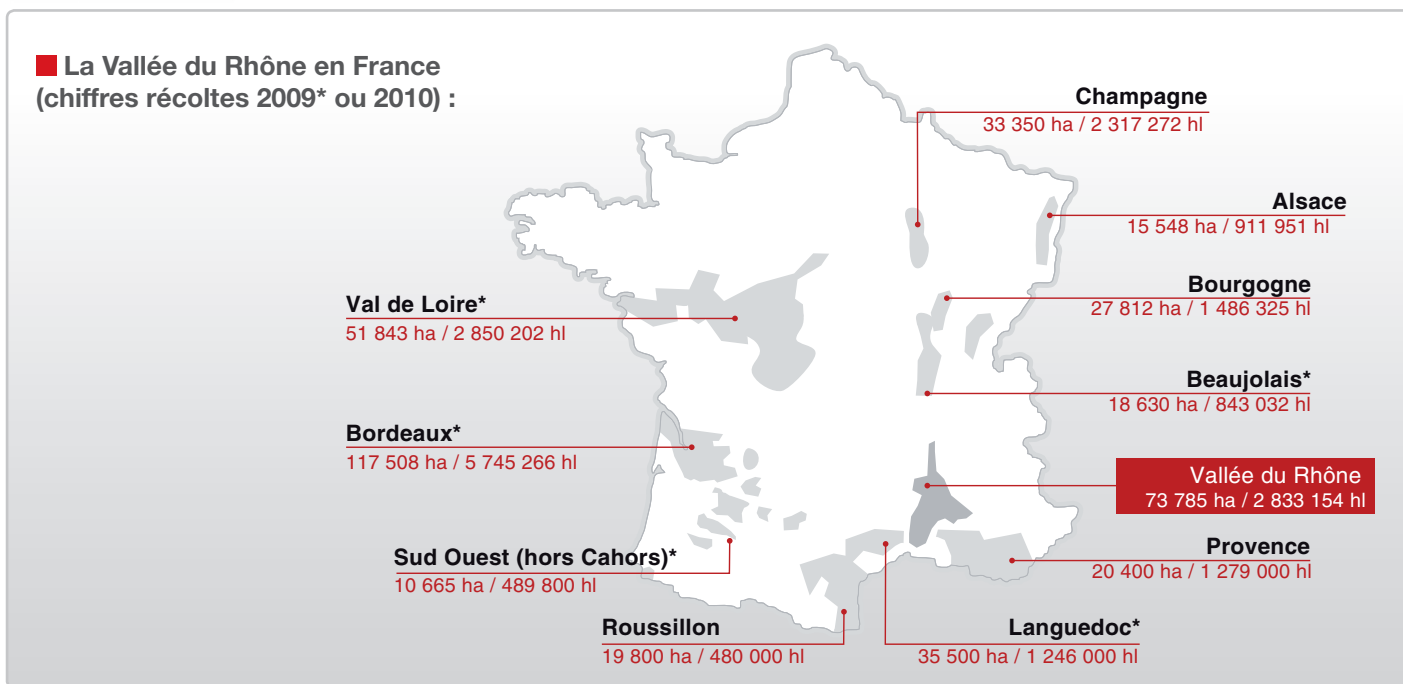 La Vallée du Rhône en France
(chiffres récoltes 2009* ou 2010) :
Champagne
33 350 ha / 2 317 272 hl
Alsace
15 548 ha / 911 951 hl
Bourgogne
27 812 ha / 1 486 325 hl
Val de Loire*
51 843 ha / 2 850 202 hl
Beaujolais*
18 630 ha / 843 032 hl
Bordeaux*
117 508 ha / 5 745 266 hl
Vallée du Rhône
73 785 ha / 2 833 154 hl
Sud Ouest (hors Cahors)*
10 665 ha / 489 800 hl
Provence
20 400 ha / 1 279 000 hl
Roussillon
19 800 ha / 480 000 hl
Languedoc*
35 500 ha / 1 246 000 hl